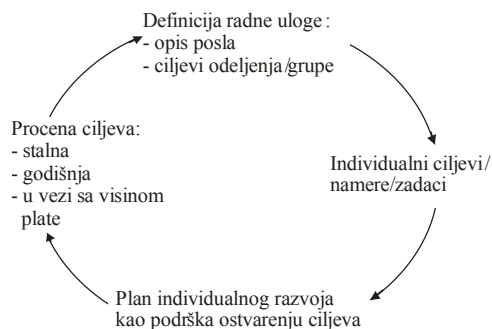 Definicija radne uloge:
- opis posla
- ciljevi odeljenja/grupe
Individualni ciljevi/
namere/zadaci
Plan individualnog razvoja
kao podrška ostvarenju ciljeva
Procena ciljeva:
- stalna
- godišnja
- u vezi sa visinom
plate